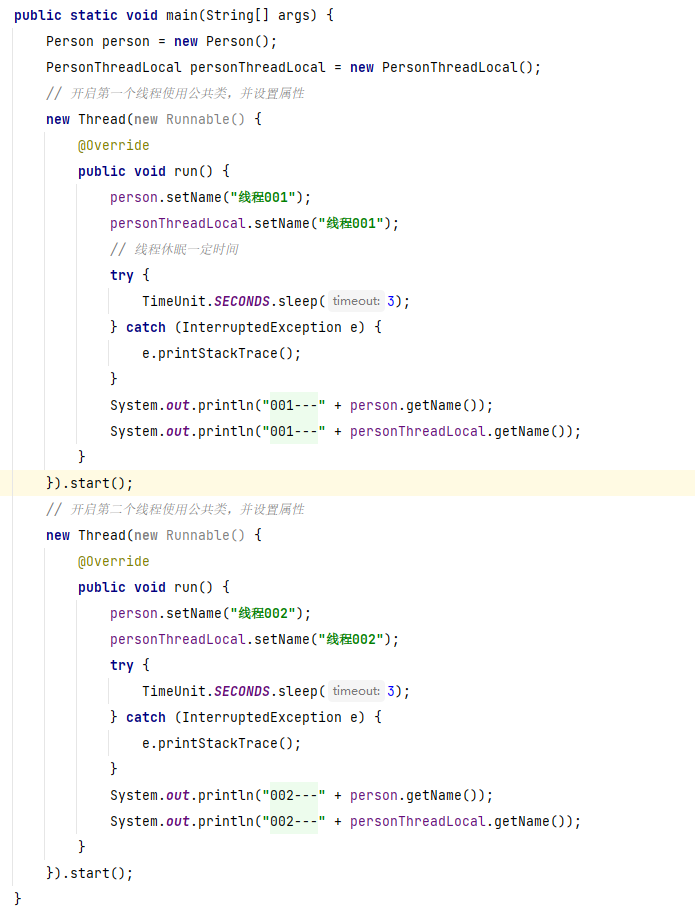 public static void main(String[] args) {
Person person = new Person();
PersonThreadLocal personThreadLocal = new PersonThreadLocal();
// 开启第一个线程使用公共类，并设置属性
new Thread(new Runnable() {
@Override
public void run() {
person.setName("线程001");
personThreadLocal.setName("线程001");
// 线程休眠一定时间
try {
TimeUnit.SECONDS.sleep( timeout: 3);
} catch (InterruptedException e) {
e.printStackTrace();
}
System.out.println("001---" + person.getName());
System.out.println("001---" + personThreadLocal.getName());
}
}).start();
// 开启第二个线程使用公共类，并设置属性
new Thread(new Runnable() {
@Override
public void run() {
person.setName("线程002");
personThreadLocal.setName("线程002");
try {
TimeUnit.SECONDS.sleep( timeout: 3);
} catch (InterruptedException e) {
e.printStackTrace();
}
System.out.println("002---" + person.getName());
System.out.println("002---" + personThreadLocal.getName());
}
}).start();
}